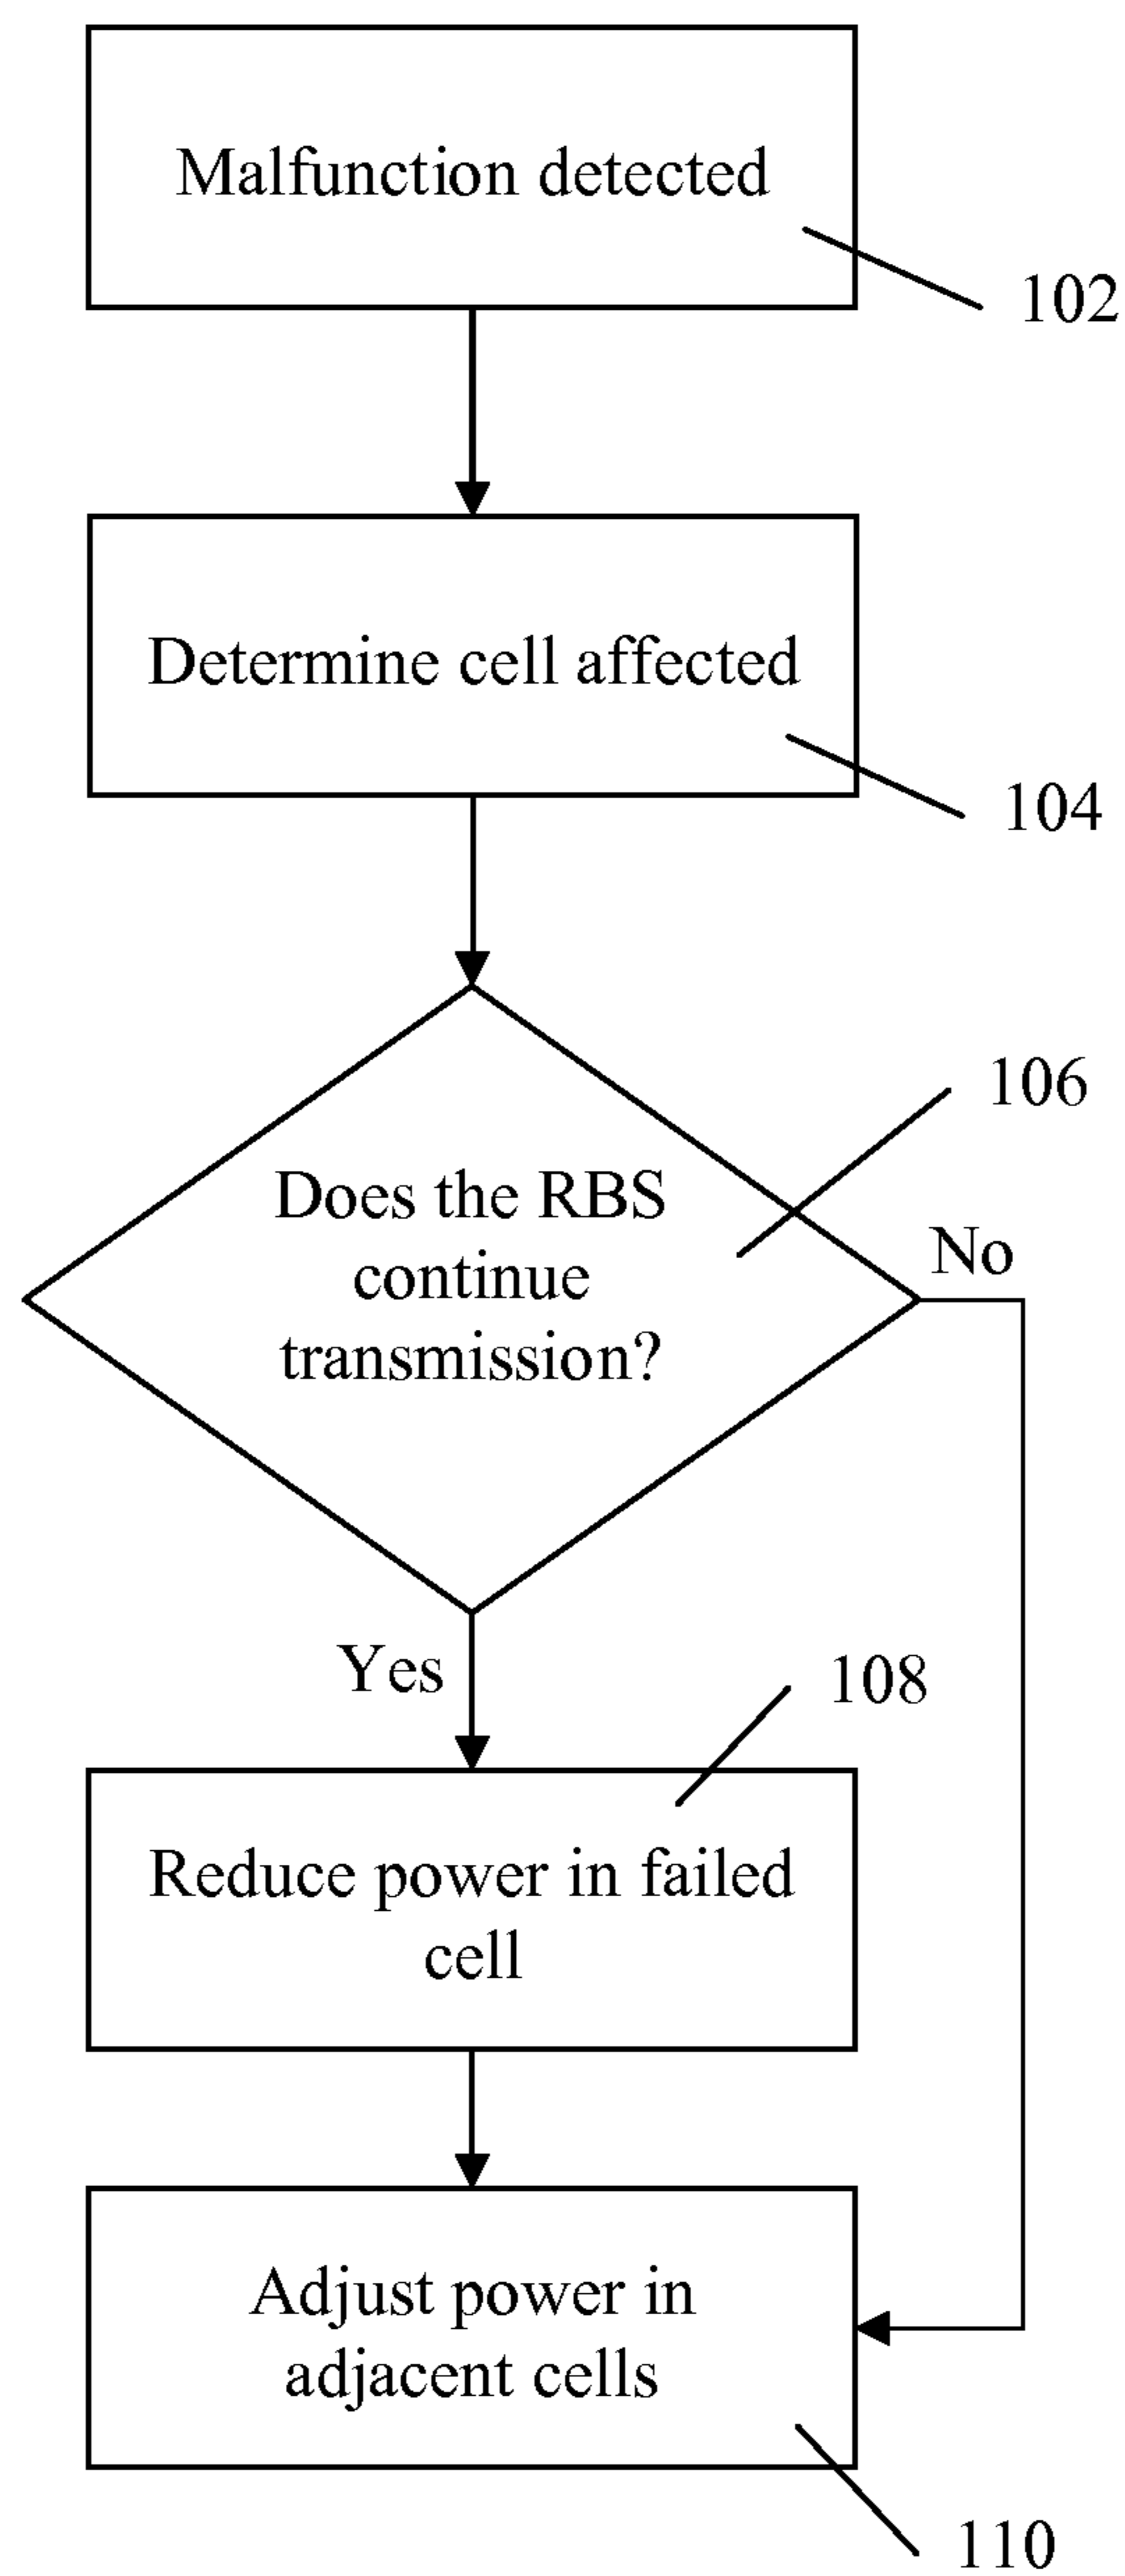 Malfunction detected
102
Determine cell affected
104
106
Does the RBS
continue
transmission?
No
Yes
108
Reduce power in failed
cell
Adjust power in
adjacent cells
110